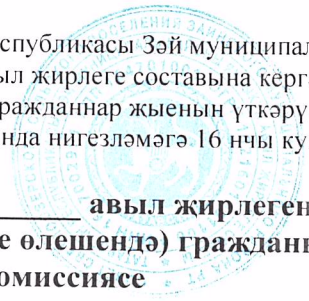 спубликасы Зәй муниципал
ыл җирлеге составына керг
ражданнар җыенын үткәрү
нда нигезләмәгә 16 нчы ку
авыл җирлеген
е өлешендә) граждан
омиссиясе